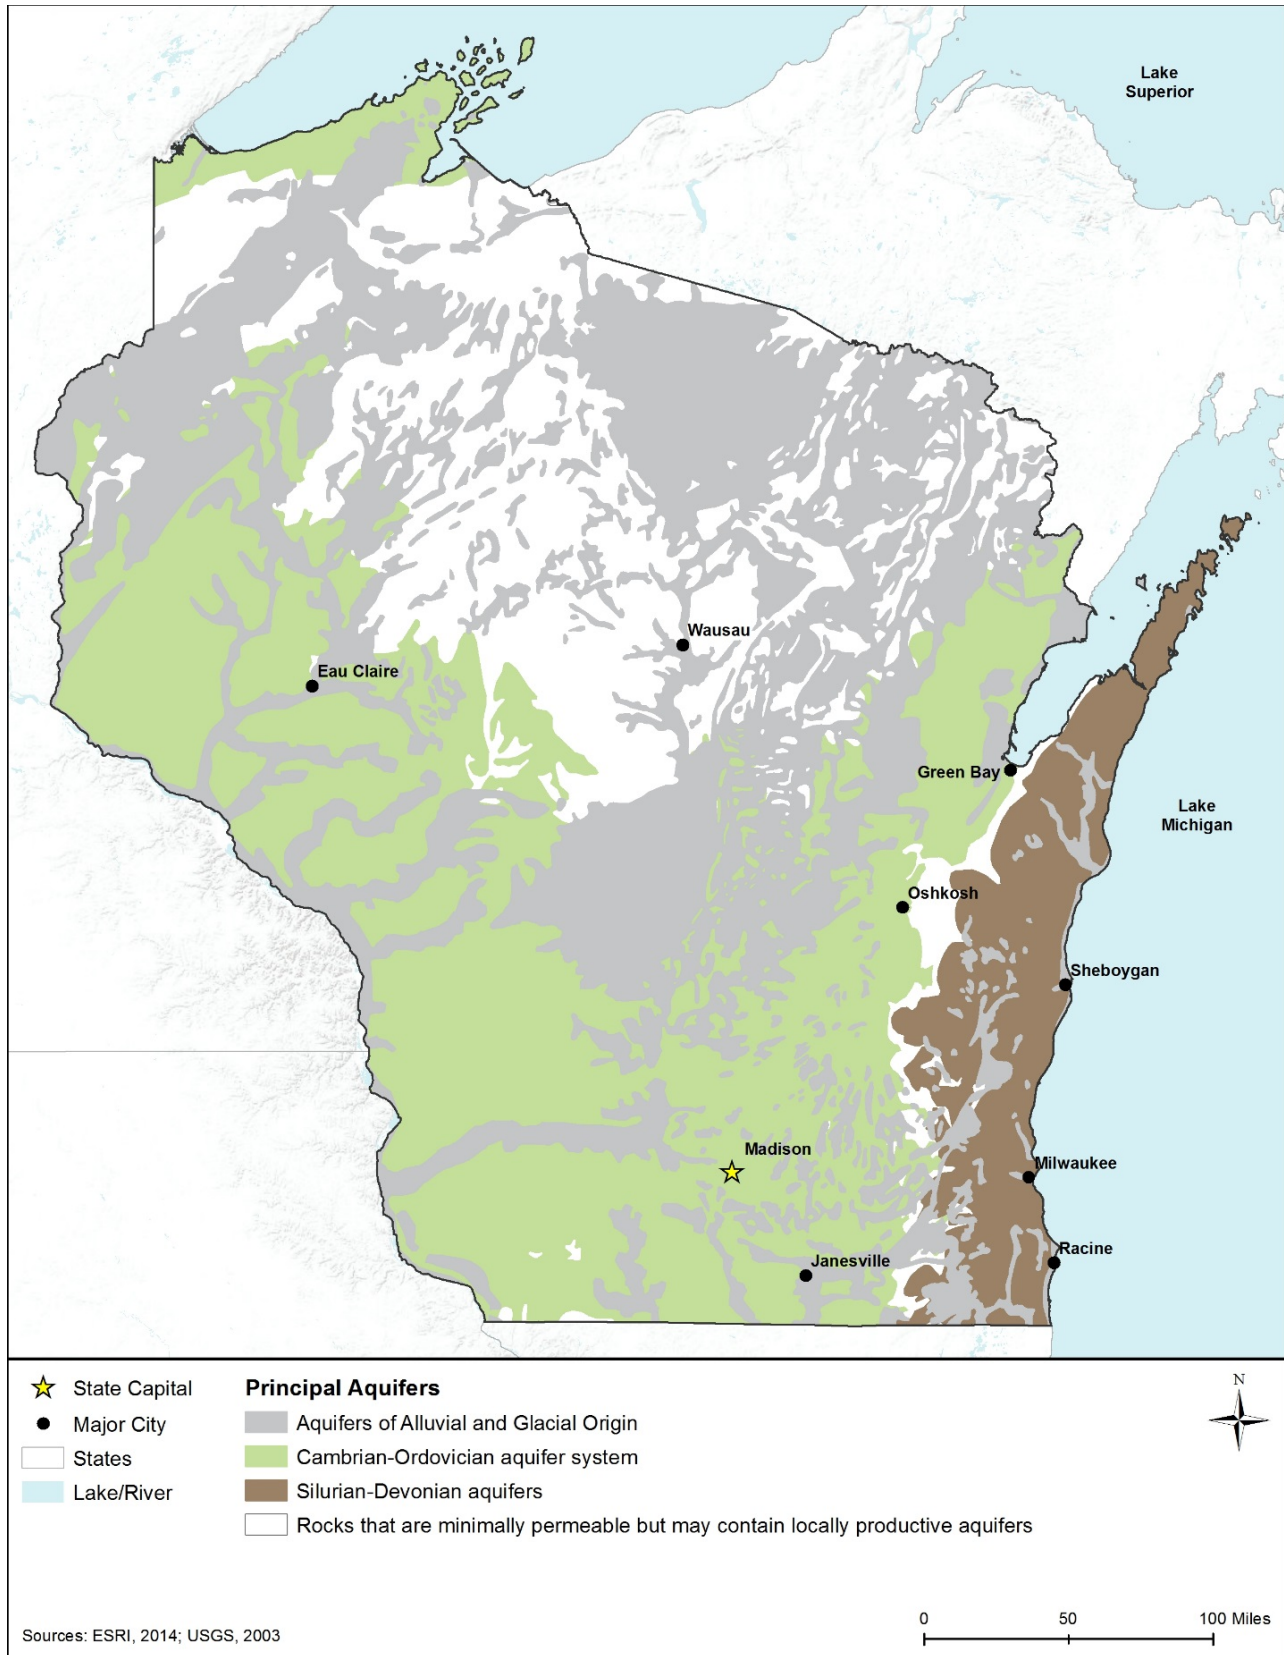 Lake
Superior
Wausau
Eau Claire
Green Bay
Lake
Michigan
Oshkosh
Sheboygan
Madison
Milwaukee
Racine
Janesville
State Capital
Major City
States
Lake/River
Principal Aquifers
Aquifers of Alluvial and Glacial Origin
Cambrian-Ordovician aquifer system
Silurian-Devonian aquifers
Rocks that are minimally permeable but may contain locally productive aquifers
N
0 50 100 Miles
Sources: ESRI, 2014; USGS, 2003